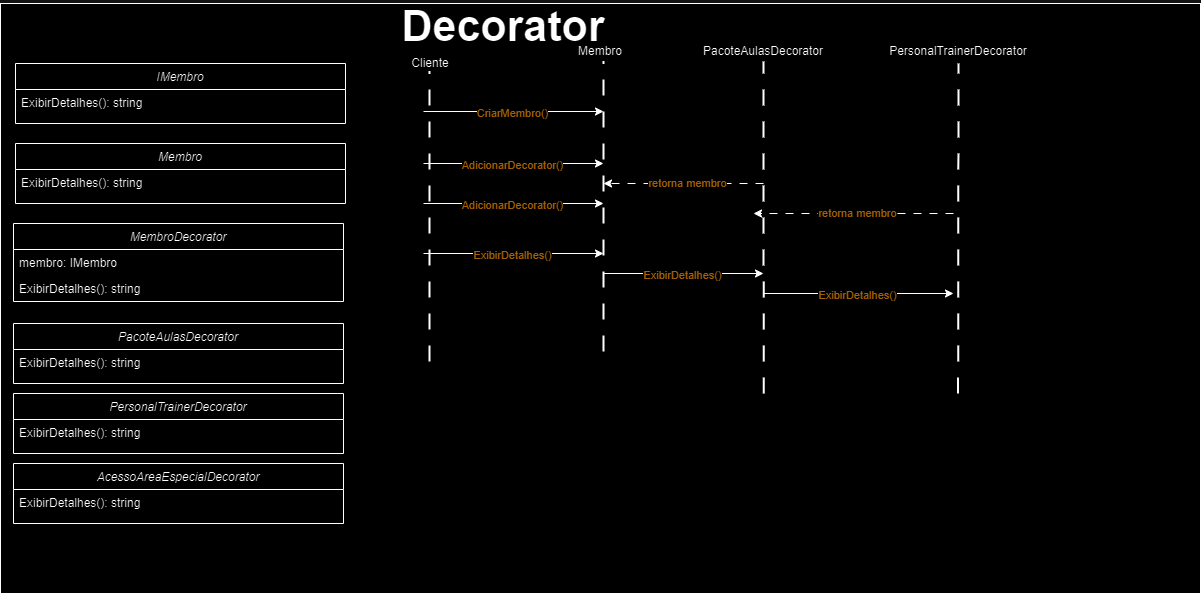 Decorator
IMembro
ExibirDetalhes(): string
Membro
ExibirDetalhes(): string
MembroDecorator
membro: IMembro
ExibirDetalhes(): string
PacoteAulasDecorator
ExibirDetalhes(): string
PersonalTrainerDecorator
ExibirDetalhes(): string
AcessoAreaEspecialDecorator
ExibirDetalhes(): string
Cliente
Membro
PacoteAulasDecorator
PersonalTrainerDecorator
CriarMembro()
AdicionarDecorator()
retorna membro
AdicionarDecorator()
retorna membro
ExibirDetalhes()
ExibirDetalhes()
ExibirDetalhes()